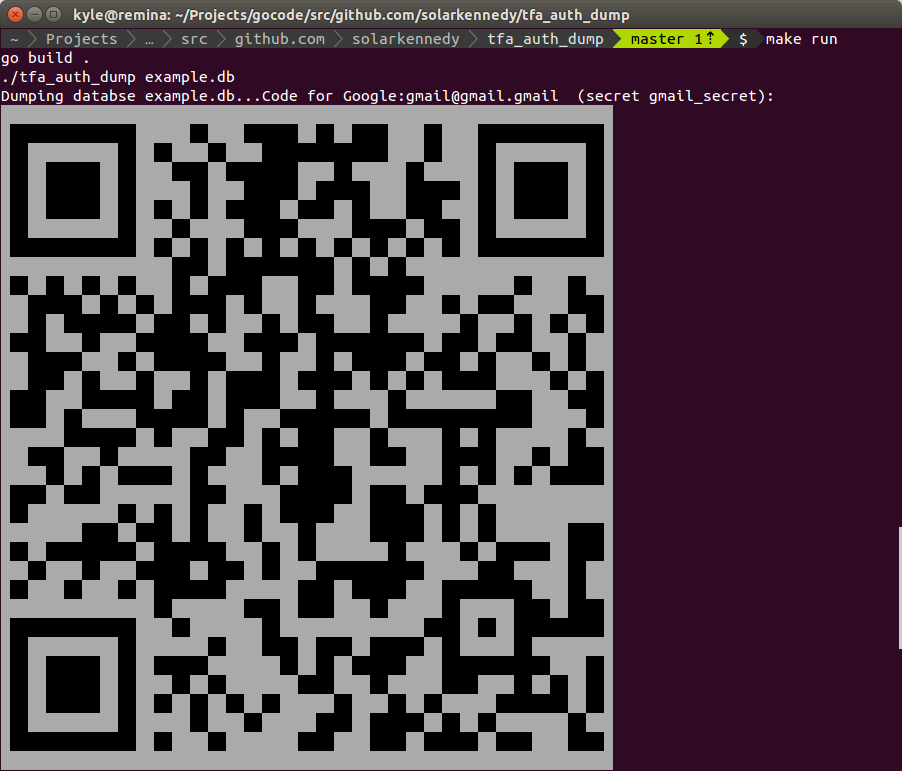 kyle@remina: ~/Projects/gocode/src/github.com/solarkennedy/tfa_auth_dump
~ Projects … src github.com solarkennedy tfa_auth_dump master 1⇡ $ make run
go build .
./tfa_auth_dump example.db
Dumping databse example.db...Code for Google:gmail@gmail.gmail  (secret gmail_secret):